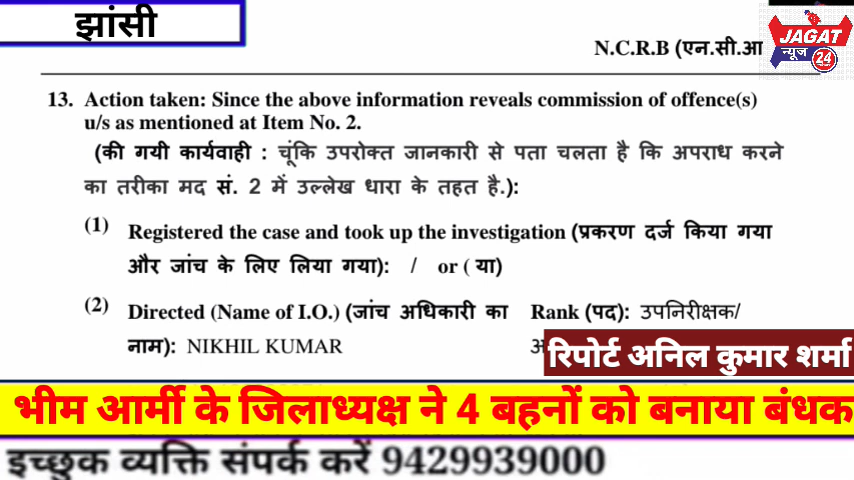 झांसी
N.C.R.B (एन.सी.आ
JAGAT
न्यूज 24
13. Action taken: Since the above information reveals commission of offence(s)
u/s as mentioned at Item No. 2.
(की गयी कार्यवाही : चूंकि उपरोक्त जानकारी से पता चलता है कि अपराध करने
का तरीका मद सं. 2 में उल्लेख धारा के तहत है.):
(1) Registered the case and took up the investigation (प्रकरण दर्ज किया गया
और जांच के लिए लिया गया): / or ( या)
(2) Directed (Name of I.O.) (जांच अधिकारी का Rank (पद): उपनिरीक्षक/
नाम): NIKHIL KUMAR
रिपोर्ट अनिल कुमार शर्मा
भीम आर्मी के जिलाध्यक्ष ने 4 बहनों को बनाया बंधक
इच्छुक व्यक्ति संपर्क करें 9429939000